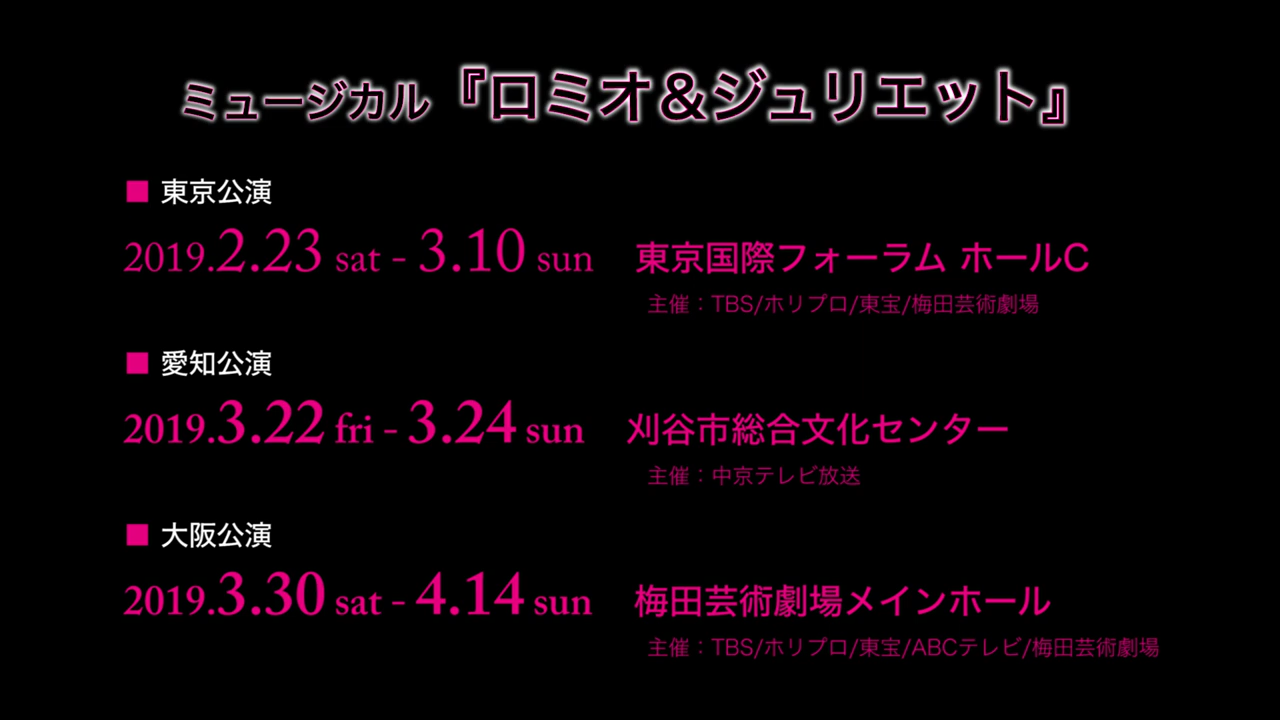 ミュージカル『ロミオ&ジュリエット』
■ 東京公演
2019.2.23 sat - 3.10 sun 東京国際フォーラム ホールC
主催：TBS/ホリプロ/東宝/梅田芸術劇場
■ 愛知公演
2019.3.22 fri - 3.24 sun 刈谷市総合文化センター
主催：中京テレビ放送
■ 大阪公演
2019.3.30 sat - 4.14 sun 梅田芸術劇場メインホール
主催：TBS/ホリプロ/東宝/ABCテレビ/梅田芸術劇場